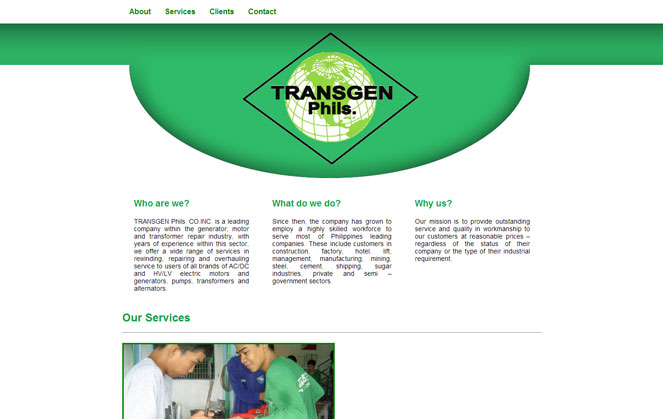 About Services Clients Contact
TRANSGEN
Phils.
Who are we?
TRANSGEN Phils. CO.INC. is a leading
company within the generator, motor
and transformer repair industry, with
years of experience within this sector,
we offer a wide range of services in
rewinding, repairing and overhauling
service to users of all brands of AC/DC
and HV/LV electric motors and
generators, pumps, transformers and
alternators.
What do we do?
Since then, the company has grown to
employ a highly skilled workforce to
serve most of Philippines leading
companies. These include customers in
construction, factory, hotel, lift,
management, manufacturing, mining,
steel, cement, shipping, sugar
industries, private and semi –
government sectors.
Why us?
Our mission is to provide outstanding
service and quality in workmanship to
our customers at reasonable prices –
regardless of the status of their
company or the type of their industrial
requirement.
Our Services